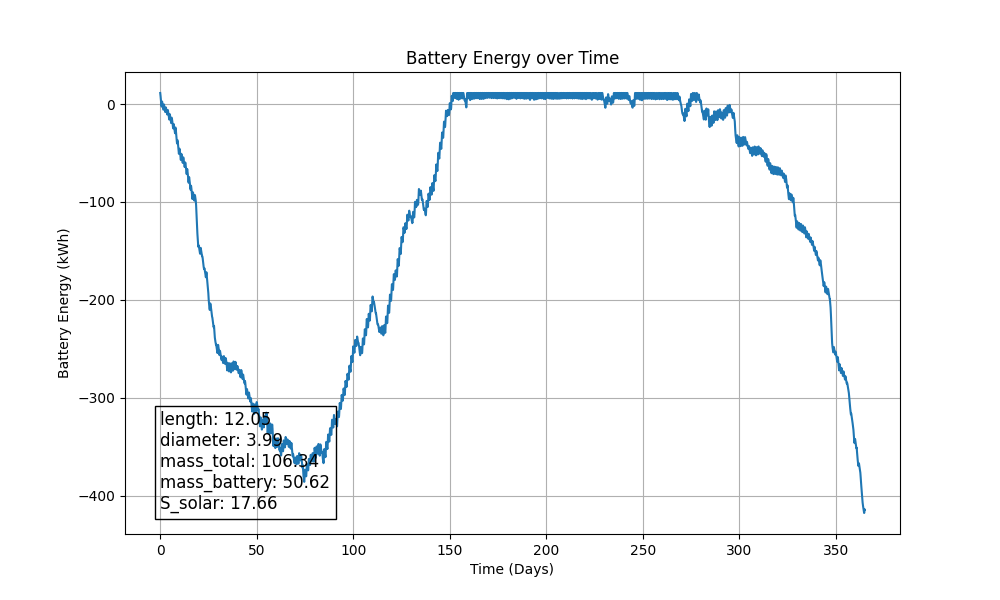 Battery Energy over Time
Battery Energy (kWh)
0
−100
−200
−300
−400
length: 12.05
diameter: 3.99
mass_total: 106.34
mass_battery: 50.62
S_solar: 17.66
0 50 100 150 200 250 300 350
Time (Days)